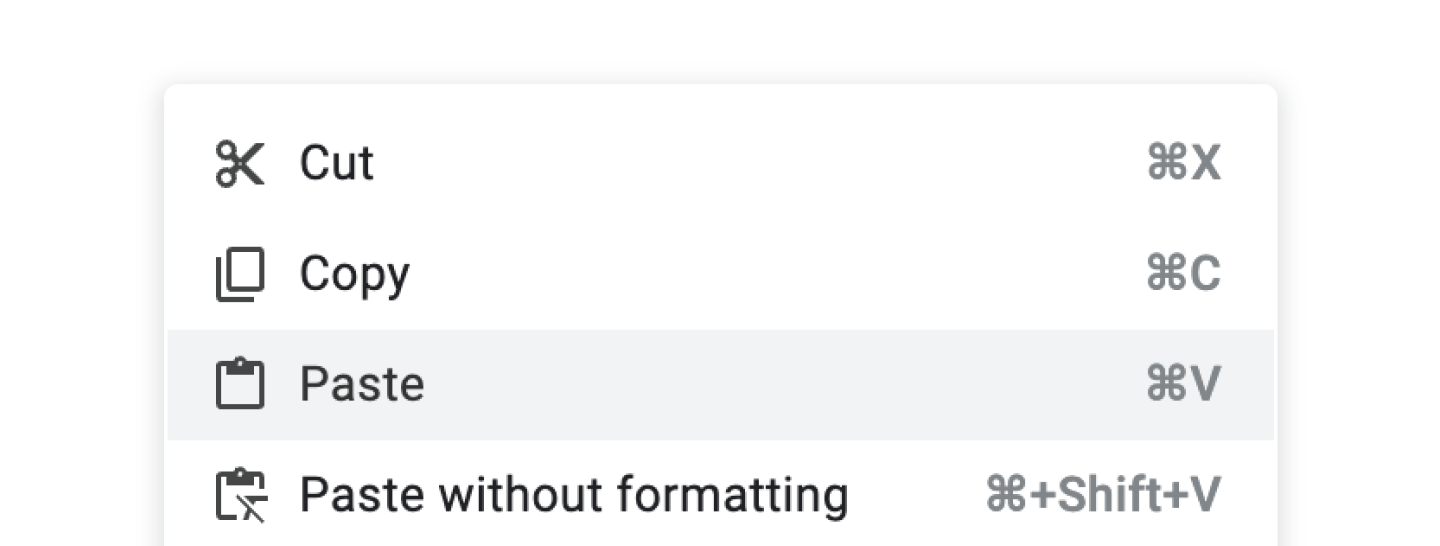 Cut ⌘X
Copy ⌘C
Paste ⌘V
Paste without formatting ⌘+Shift+V